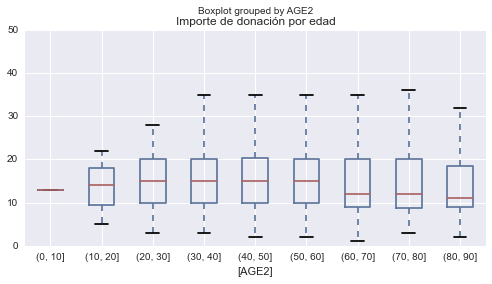 Boxplot grouped by AGE2
Importe de donación por edad
50
40
30
20
10
0
(0, 10] (10, 20] (20, 30] (30, 40] (40, 50] (50, 60] (60, 70] (70, 80] (80, 90]
[AGE2]